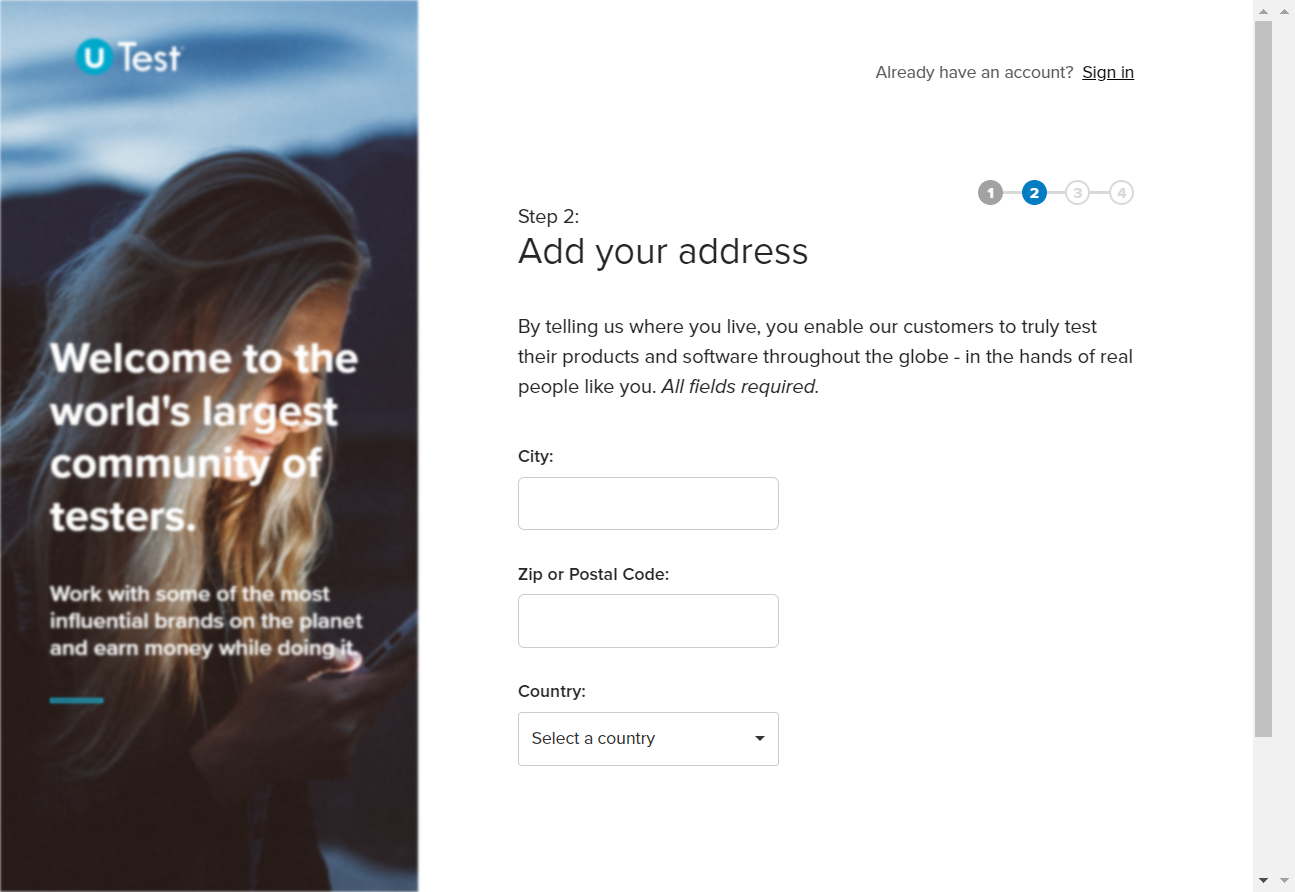 U Test
Already have an account? Sign in
1 2 3 4
Step 2:
Add your address
By telling us where you live, you enable our customers to truly test
their products and software throughout the globe - in the hands of real
people like you. All fields required.
City:
Zip or Postal Code:
Country:
Select a country
Welcome to the
world's largest
community of
testers.
Work with some of the most
influential brands on the planet
and earn money while doing it.